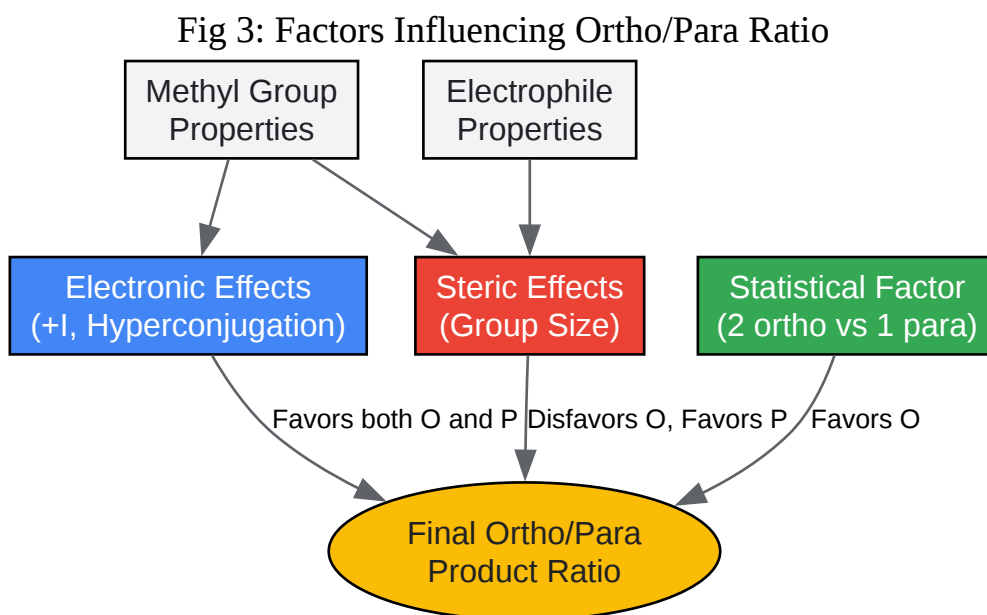 Fig 3: Factors Influencing Ortho/Para Ratio
Methyl Group
Properties
Electrophile
Properties
Electronic Effects
(+I, Hyperconjugation)
Steric Effects
(Group Size)
Statistical Factor
(2 ortho vs 1 para)
Favors both O and P
Disfavors O, Favors P
Favors O
Final Ortho/Para
Product Ratio